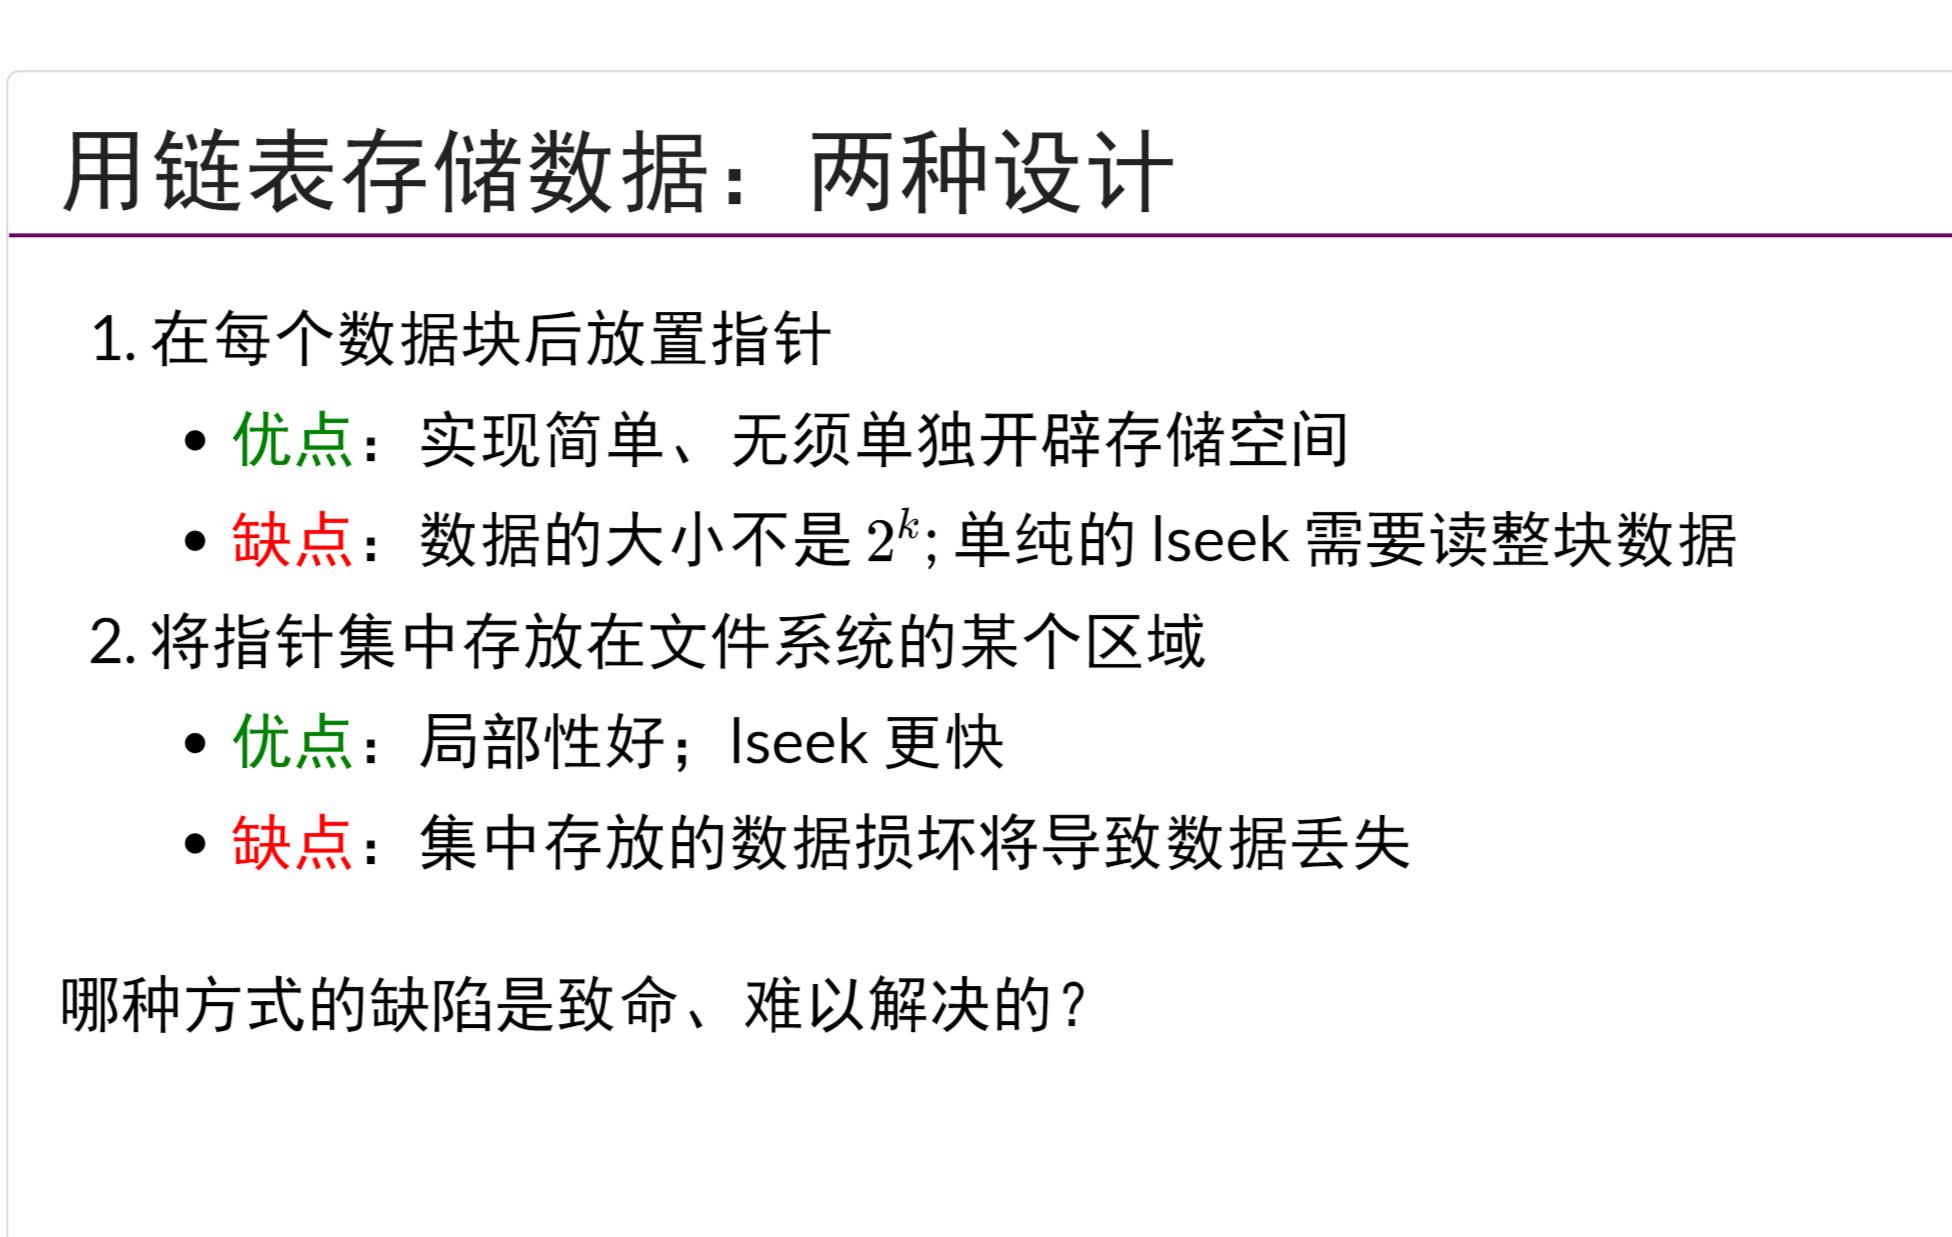 用链表存储数据：两种设计
1. 在每个数据块后放置指针
• 优点：实现简单、无须单独开辟存储空间
• 缺点：数据的大小不是 2^k; 单纯的 lseek 需要读整块数据
2. 将指针集中存放在文件系统的某个区域
• 优点：局部性好；lseek 更快
• 缺点：集中存放的数据损坏将导致数据丢失
哪种方式的缺陷是致命、难以解决的？